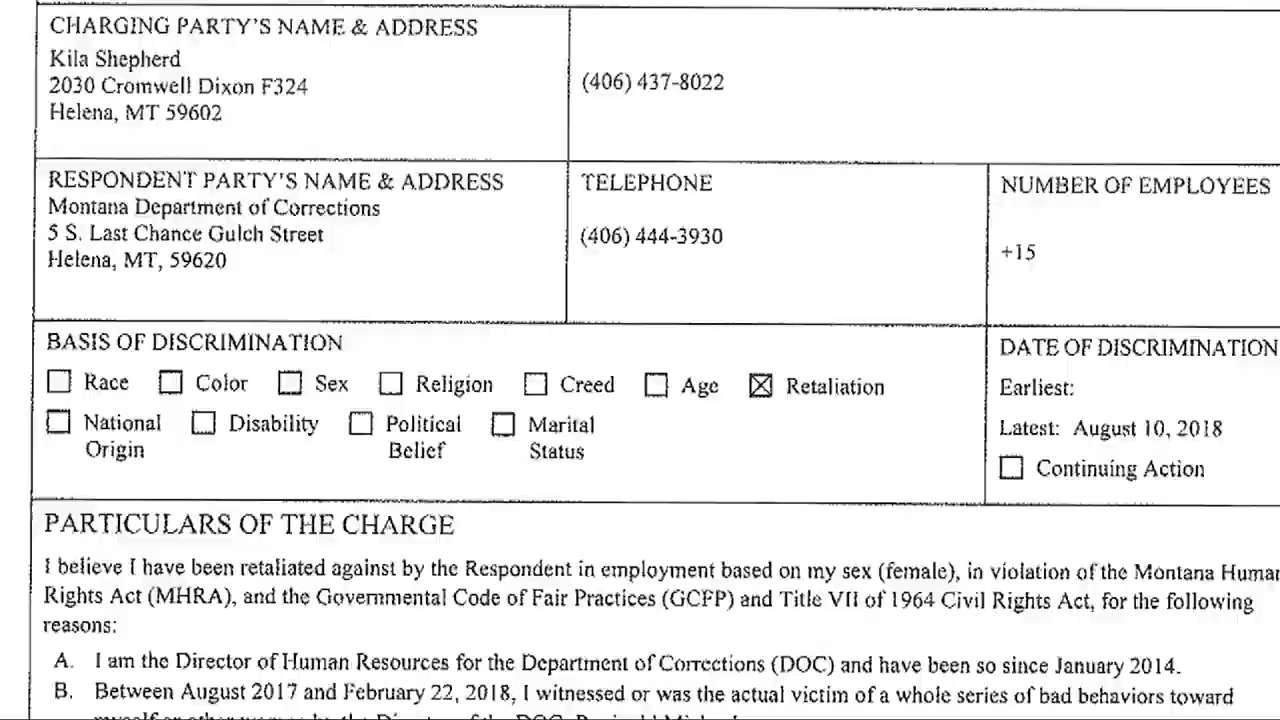 CHARGING PARTY'S NAME & ADDRESS
Kila Shepherd
2030 Cromwell Dixon F324
Helena, MT 59602
(406) 437-8022
RESPONDENT PARTY'S NAME & ADDRESS
Montana Department of Corrections
5 S. Last Chance Gulch Street
Helena, MT, 59620
TELEPHONE
(406) 444-3930
NUMBER OF EMPLOYEES
+15
BASIS OF DISCRIMINATION
☐ Race ☐ Color ☐ Sex ☐ Religion ☐ Creed ☐ Age ☒ Retaliation
☐ National Origin ☐ Disability ☐ Political Belief ☐ Marital Status
DATE OF DISCRIMINATION
Earliest:
Latest: August 10, 2018
☐ Continuing Action
PARTICULARS OF THE CHARGE
I believe I have been retaliated against by the Respondent in employment based on my sex (female), in violation of the Montana Human
Rights Act (MHRA), and the Governmental Code of Fair Practices (GCFP) and Title VII of 1964 Civil Rights Act, for the following
reasons:
A. I am the Director of Human Resources for the Department of Corrections (DOC) and have been so since January 2014.
B. Between August 2017 and February 22, 2018, I witnessed or was the actual victim of a whole series of bad behaviors toward